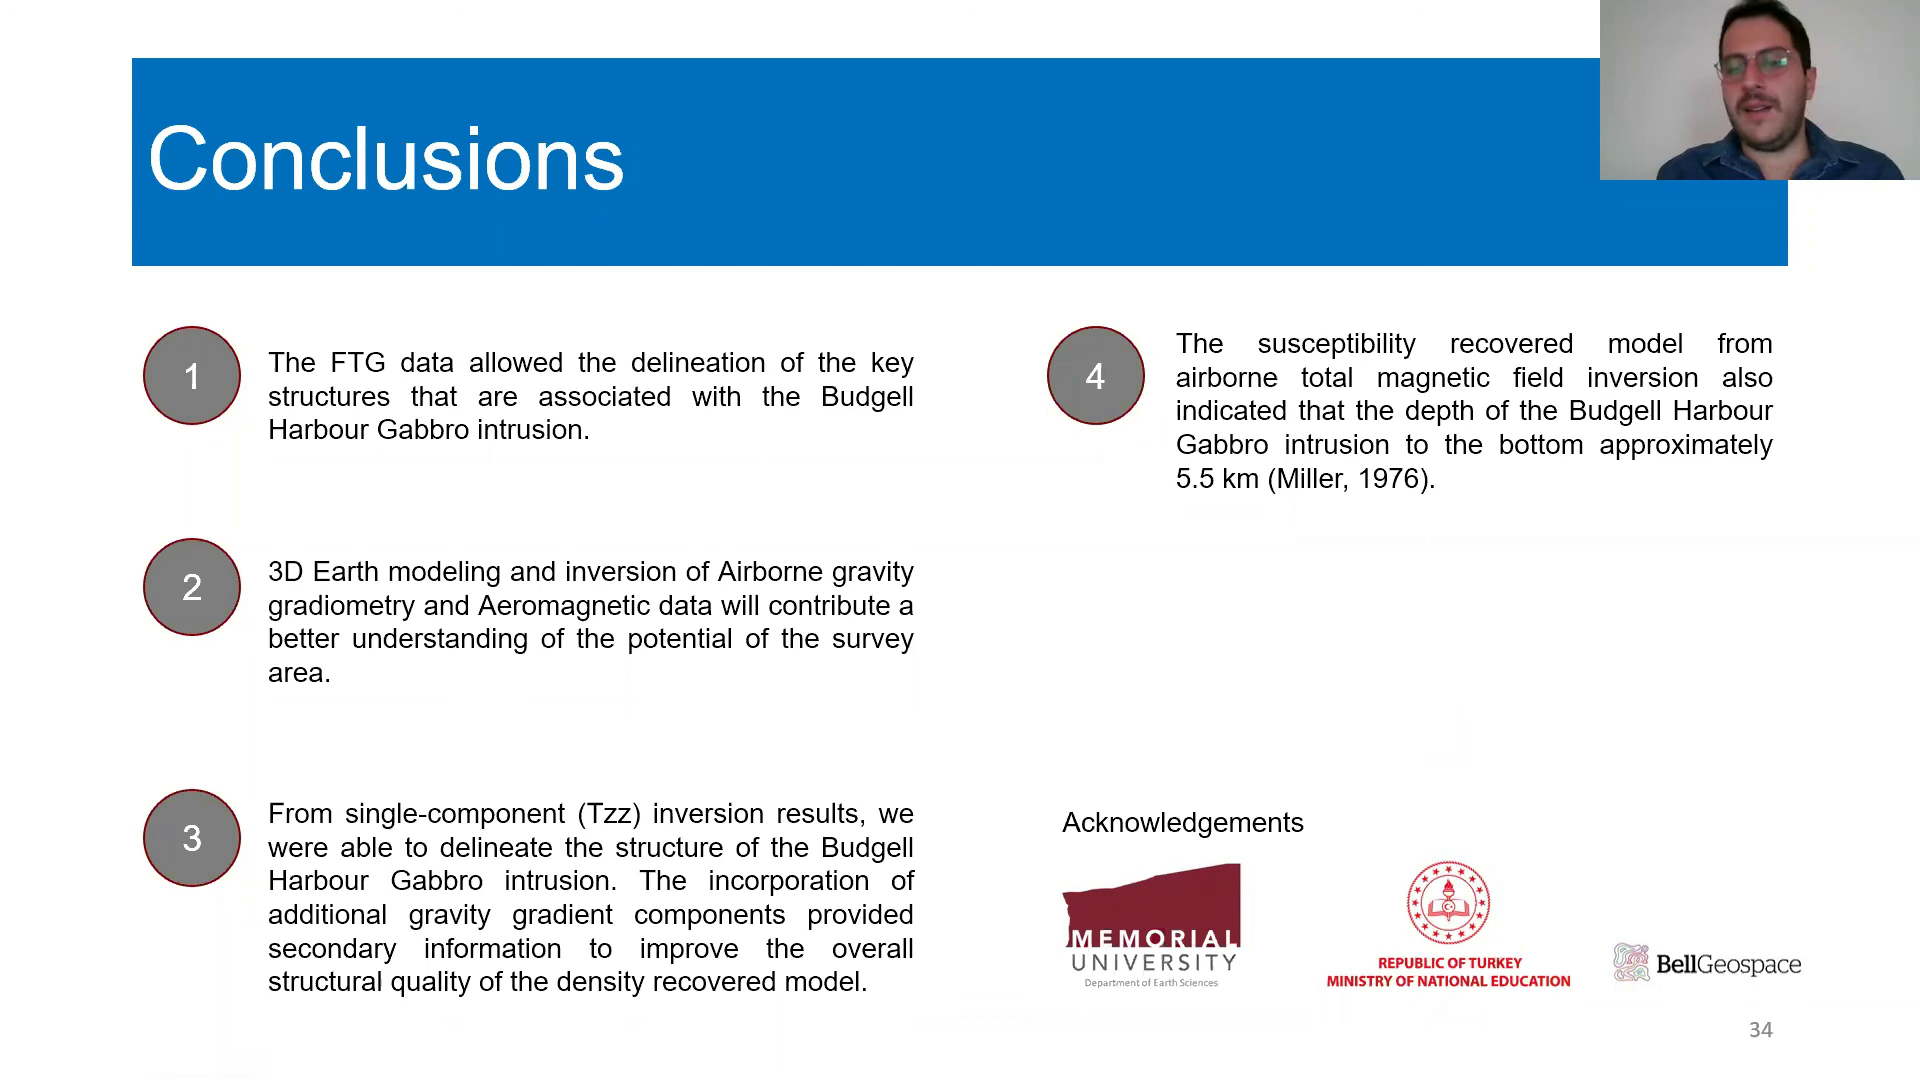 Conclusions
1
The FTG data allowed the delineation of the key
structures that are associated with the Budgell
Harbour Gabbro intrusion.
2
3D Earth modeling and inversion of Airborne gravity
gradiometry and Aeromagnetic data will contribute a
better understanding of the potential of the survey
area.
3
From single-component (Tzz) inversion results, we
were able to delineate the structure of the Budgell
Harbour Gabbro intrusion. The incorporation of
additional gravity gradient components provided
secondary information to improve the overall
structural quality of the density recovered model.
4
The susceptibility recovered model from
airborne total magnetic field inversion also
indicated that the depth of the Budgell Harbour
Gabbro intrusion to the bottom approximately
5.5 km (Miller, 1976).
Acknowledgements
MEMORIAL
UNIVERSITY
Department of Earth Sciences
REPUBLIC OF TURKEY
MINISTRY OF NATIONAL EDUCATION
BellGeospace
34